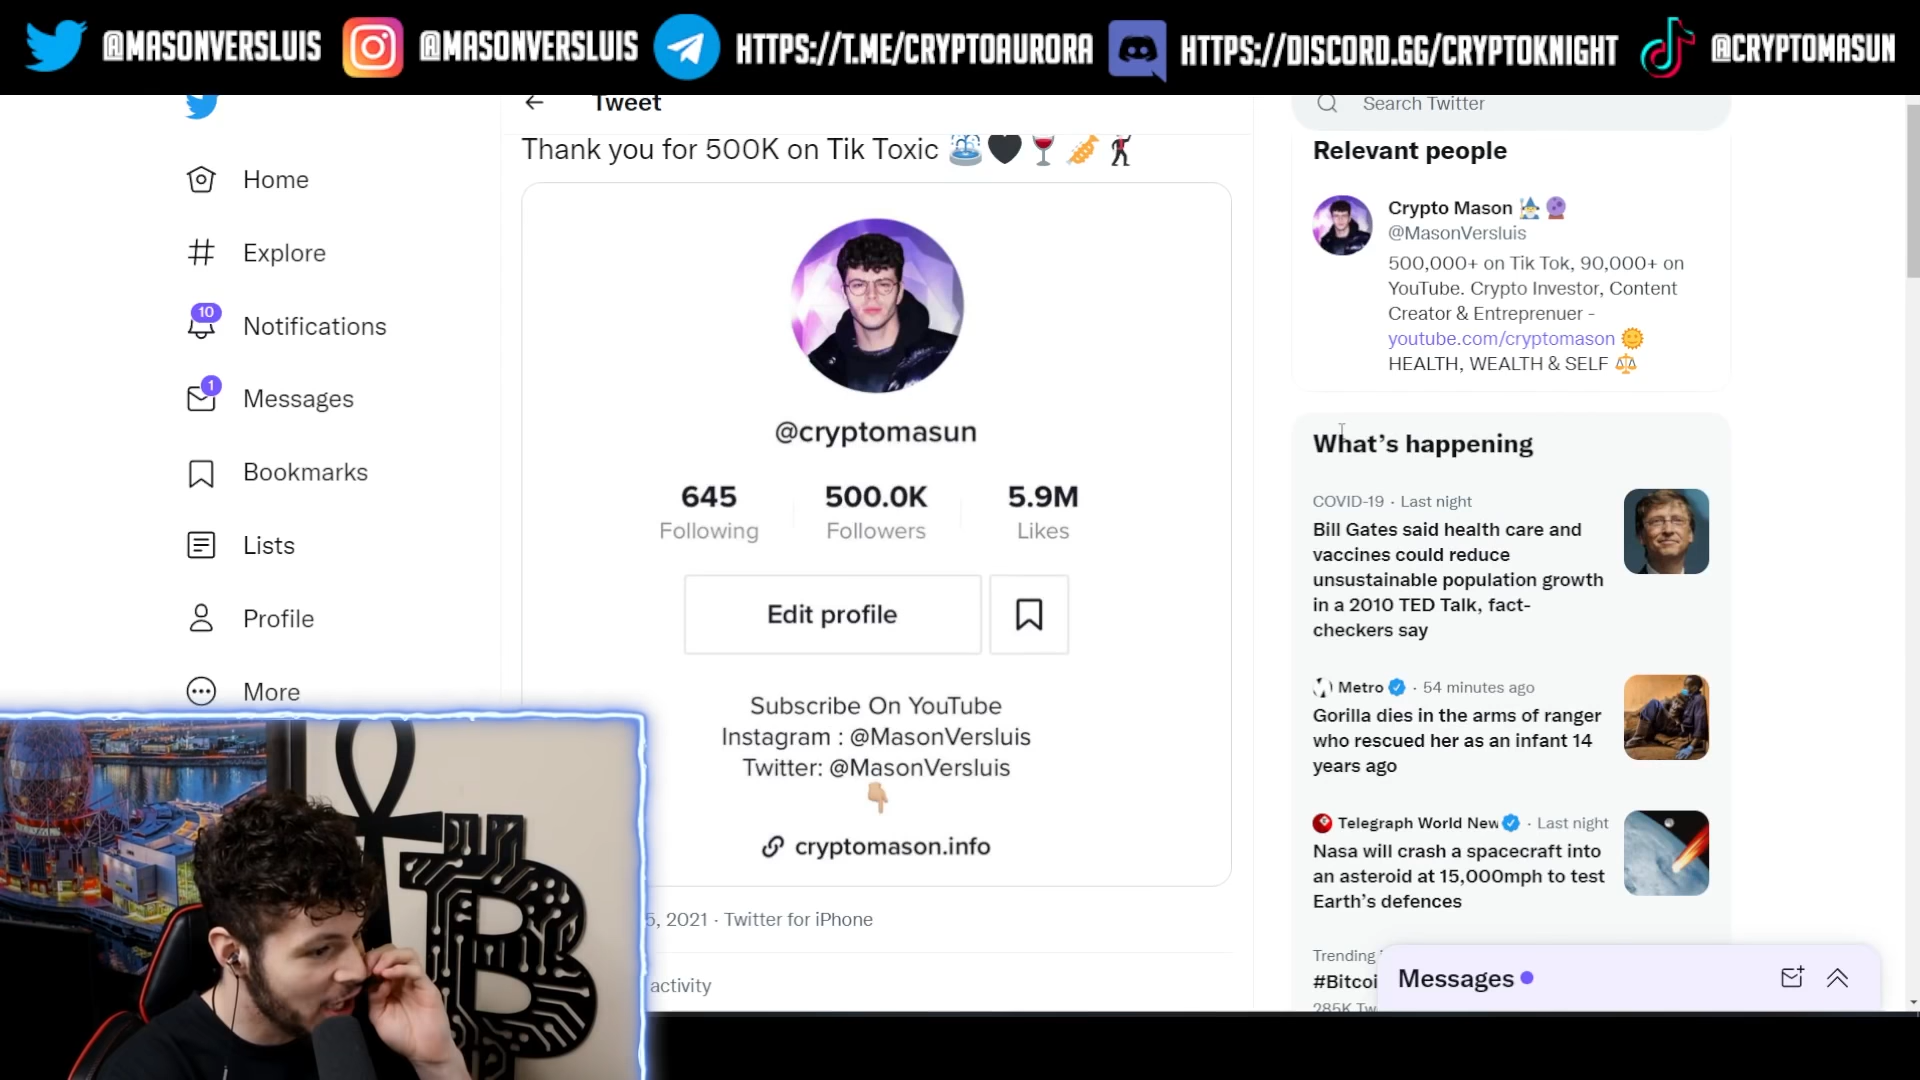 @MASONVERSLUIS @MASONVERSLUIS HTTPS://T.ME/CRYPTOAURORA HTTPS://DISCORD.GG/CRYPTOKNIGHT @CRYPTOMASUN
Tweet
Search Twitter
Thank you for 500K on Tik Toxic ⛲🖤🍷🎺🕺
Home
Explore
10
Notifications
1
Messages
Bookmarks
Lists
Profile
More
@cryptomasun
645
Following
500.0K
Followers
5.9M
Likes
Edit profile
Subscribe On YouTube
Instagram : @MasonVersluis
Twitter: @MasonVersluis
👇🏼
cryptomason.info
5, 2021 · Twitter for iPhone
activity
Relevant people
Crypto Mason 🧙‍♂️🔮
@MasonVersluis
500,000+ on Tik Tok, 90,000+ on
YouTube. Crypto Investor, Content
Creator & Entreprenuer -
youtube.com/cryptomason 🌞
HEALTH, WEALTH & SELF ⚖️
What's happening
COVID-19 · Last night
Bill Gates said health care and
vaccines could reduce
unsustainable population growth
in a 2010 TED Talk, fact-
checkers say
Metro · 54 minutes ago
Gorilla dies in the arms of ranger
who rescued her as an infant 14
years ago
Telegraph World New · Last night
Nasa will crash a spacecraft into
an asteroid at 15,000mph to test
Earth's defences
Trending
#Bitcoi
285K Tw
Messages